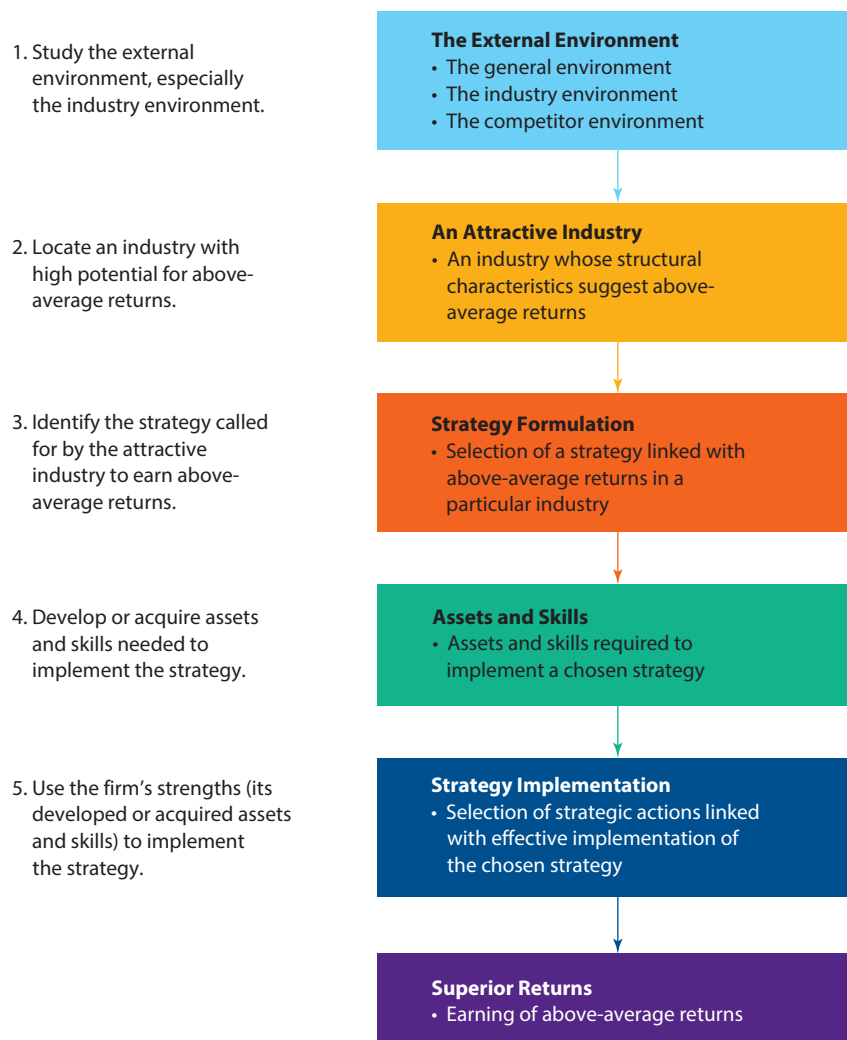 1. Study the external
environment, especially
the industry environment.
The External Environment
• The general environment
• The industry environment
• The competitor environment
2. Locate an industry with
high potential for above-
average returns.
An Attractive Industry
• An industry whose structural
characteristics suggest above-
average returns
3. Identify the strategy called
for by the attractive
industry to earn above-
average returns.
Strategy Formulation
• Selection of a strategy linked with
above-average returns in a
particular industry
4. Develop or acquire assets
and skills needed to
implement the strategy.
Assets and Skills
• Assets and skills required to
implement a chosen strategy
5. Use the firm's strengths (its
developed or acquired assets
and skills) to implement
the strategy.
Strategy Implementation
• Selection of strategic actions linked
with effective implementation of
the chosen strategy
Superior Returns
• Earning of above-average returns